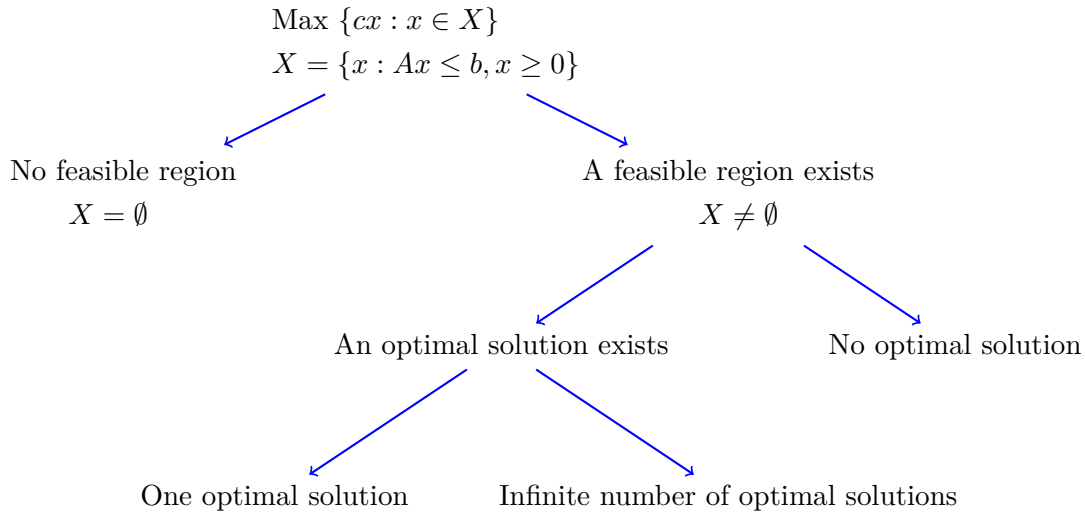 Max {cx : x ∈ X}
X = {x : Ax ≤ b, x ≥ 0}
No feasible region
X = ∅
A feasible region exists
X ≠ ∅
An optimal solution exists
No optimal solution
One optimal solution
Infinite number of optimal solutions